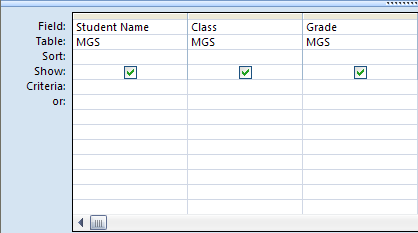 Field: Student Name Class Grade
Table: MGS MGS MGS
Sort:
Show:
Criteria:
or: